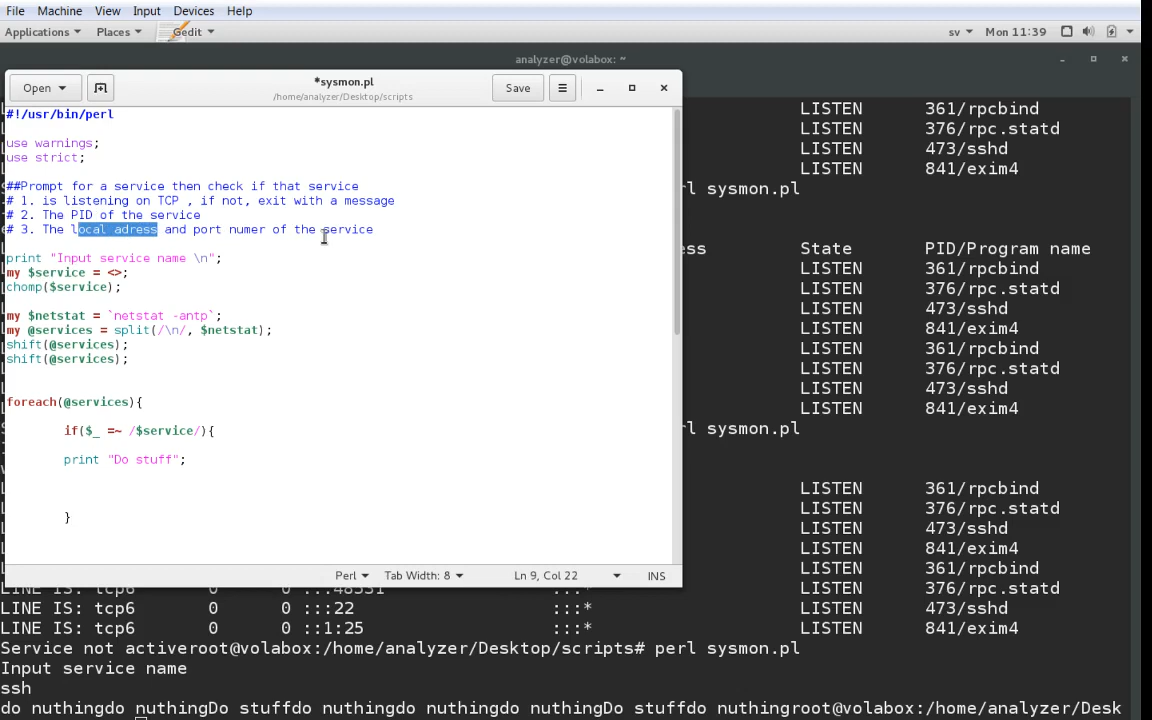 File Machine View Input Devices Help
Applications Places Gedit sv Mon 11:39
analyzer@volabox: ~
Open *sysmon.pl Save
/home/analyzer/Desktop/scripts
#!/usr/bin/perl
use warnings;
use strict;
##Prompt for a service then check if that service
# 1. is listening on TCP , if not, exit with a message
# 2. The PID of the service
# 3. The local adress and port numer of the service
print "Input service name \n";
my $service = <>;
chomp($service);
my $netstat = `netstat -antp`;
my @services = split(/\n/, $netstat);
shift(@services);
shift(@services);
foreach(@services){
if($_ =~ /$service/){
print "Do stuff";
}
Perl Tab Width: 8 Ln 9, Col 22 INS
LISTEN 361/rpcbind
LISTEN 376/rpc.statd
LISTEN 473/sshd
LISTEN 841/exim4
rl sysmon.pl
ss State PID/Program name
LISTEN 361/rpcbind
LISTEN 376/rpc.statd
LISTEN 473/sshd
LISTEN 841/exim4
LISTEN 361/rpcbind
LISTEN 376/rpc.statd
LISTEN 473/sshd
LISTEN 841/exim4
rl sysmon.pl
LISTEN 361/rpcbind
LISTEN 376/rpc.statd
LISTEN 473/sshd
LISTEN 841/exim4
LISTEN 361/rpcbind
LINE IS: tcp6 0 0 :::48531 :::* LISTEN 376/rpc.statd
LINE IS: tcp6 0 0 :::22 :::* LISTEN 473/sshd
LINE IS: tcp6 0 0 ::1:25 :::* LISTEN 841/exim4
Service not activeroot@volabox:/home/analyzer/Desktop/scripts# perl sysmon.pl
Input service name
ssh
do nuthingdo nuthingDo stuffdo nuthingdo nuthingdo nuthingDo stuffdo nuthingroot@volabox:/home/analyzer/Desk